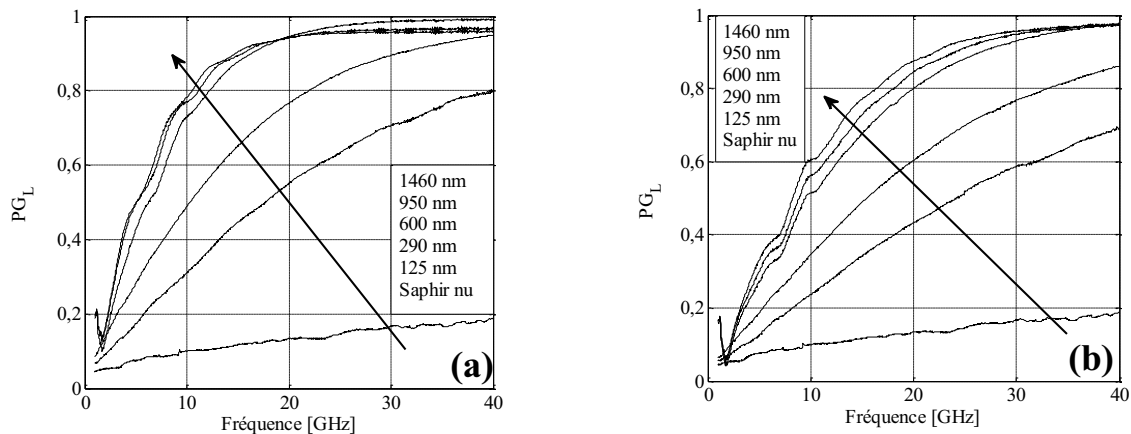 1
0,8
0,6
0,4
0,2
0
PG_L
1460 nm
950 nm
600 nm
290 nm
125 nm
Saphir nu
(a)
0 10 20 30 40
Fréquence [GHz]
1
0,8
0,6
0,4
0,2
0
PG_L
1460 nm
950 nm
600 nm
290 nm
125 nm
Saphir nu
(b)
0 10 20 30 40
Fréquence [GHz]